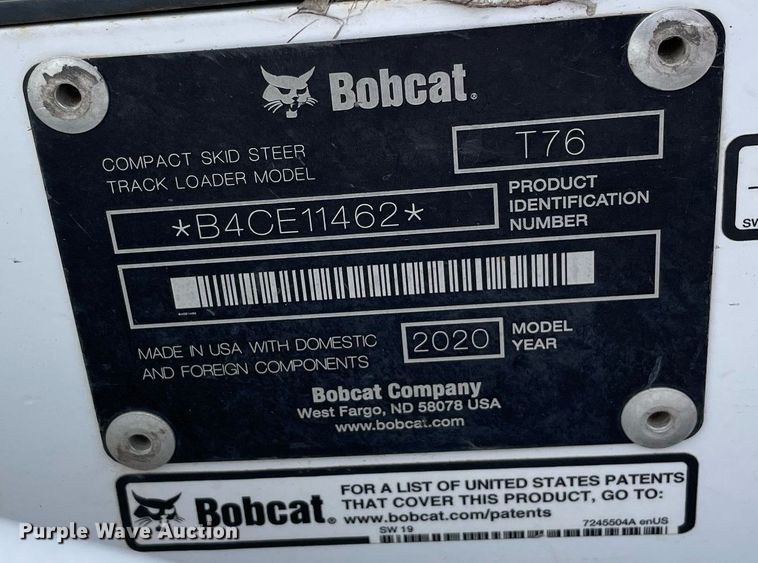 Bobcat.
COMPACT SKID STEER
TRACK LOADER MODEL
T76
*B4CE11462*
PRODUCT
IDENTIFICATION
NUMBER
MADE IN USA WITH DOMESTIC
AND FOREIGN COMPONENTS
2020
MODEL
YEAR
Bobcat Company
West Fargo, ND 58078 USA
www.bobcat.com
SW
Bobcat.
FOR A LIST OF UNITED STATES PATENTS
THAT COVER THIS PRODUCT, GO TO:
www.bobcat.com/patents
SW 19
7245504A enUS
Purple Wave Auction